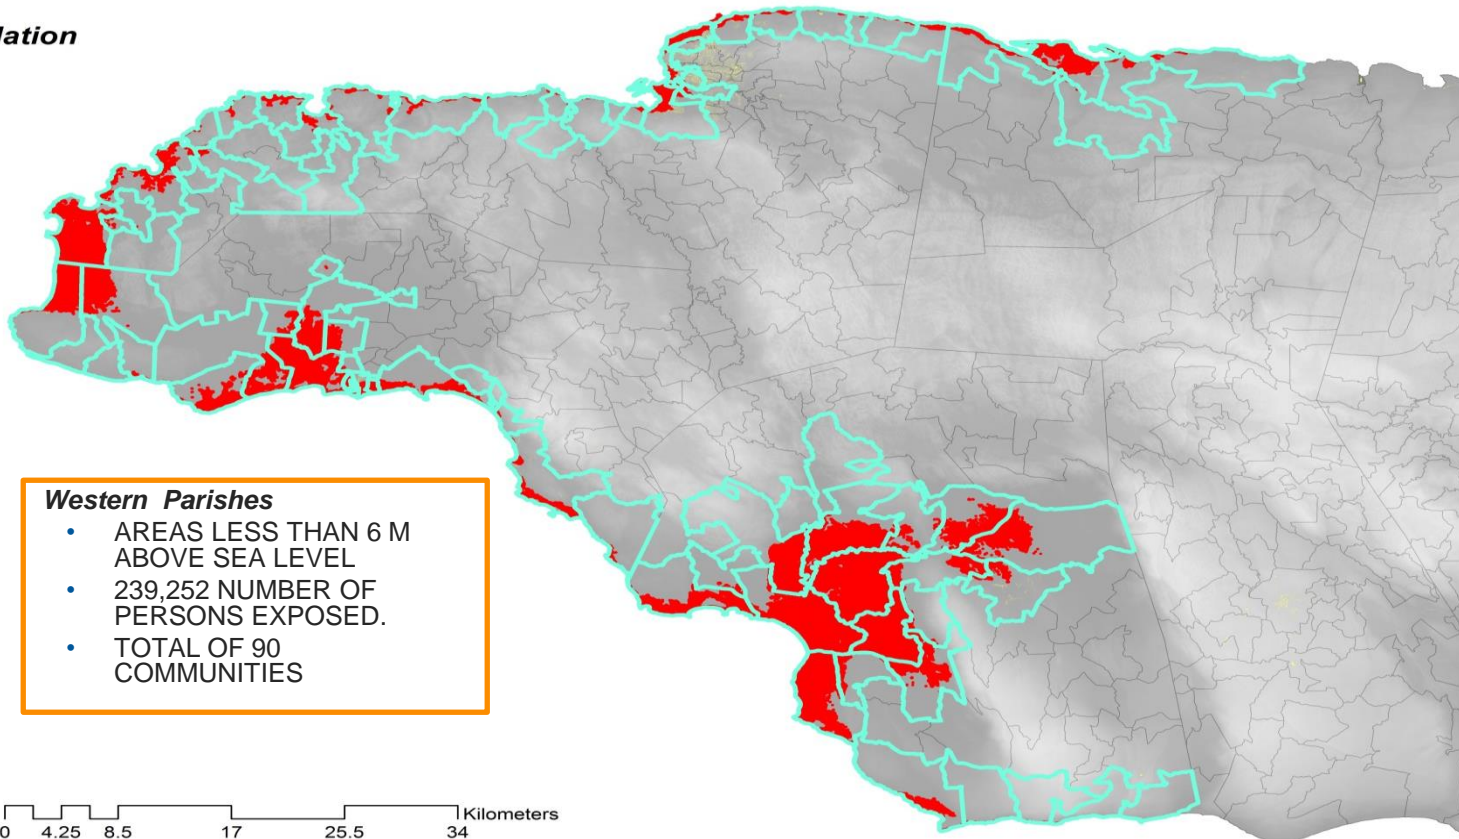 lation
Western Parishes
• AREAS LESS THAN 6 M
ABOVE SEA LEVEL
• 239,252 NUMBER OF
PERSONS EXPOSED.
• TOTAL OF 90
COMMUNITIES
Kilometers
0 4.25 8.5 17 25.5 34